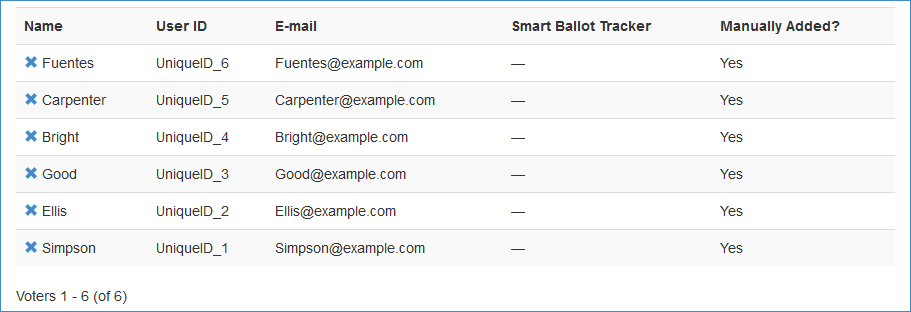 Name User ID E-mail Smart Ballot Tracker Manually Added?
Fuentes UniqueID_6 Fuentes@example.com — Yes
Carpenter UniqueID_5 Carpenter@example.com — Yes
Bright UniqueID_4 Bright@example.com — Yes
Good UniqueID_3 Good@example.com — Yes
Ellis UniqueID_2 Ellis@example.com — Yes
Simpson UniqueID_1 Simpson@example.com — Yes
Voters 1 - 6 (of 6)